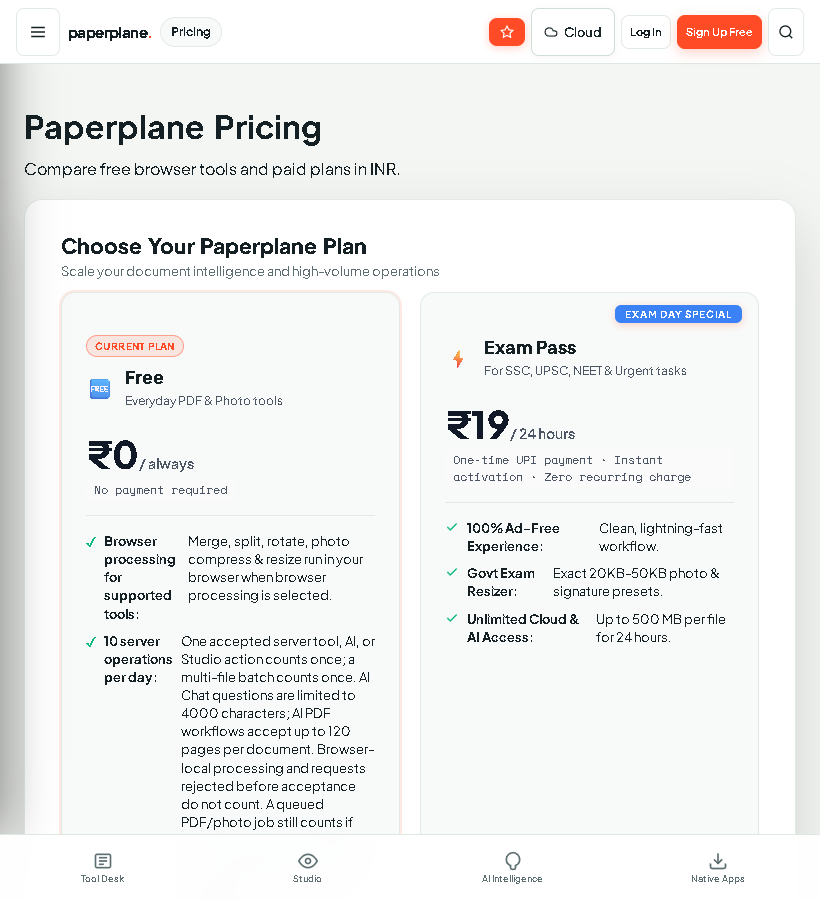 paperplane.
Pricing
Cloud
Log In
Sign Up Free
Paperplane Pricing
Compare free browser tools and paid plans in INR.
Choose Your Paperplane Plan
Scale your document intelligence and high-volume operations
CURRENT PLAN
FREE
Free
Everyday PDF & Photo tools
₹0 / always
No payment required
Browser processing for supported tools:
Merge, split, rotate, photo
compress & resize run in your
browser when browser
processing is selected.
10 server operations per day:
One accepted server tool, AI, or
Studio action counts once; a
multi-file batch counts once. AI
Chat questions are limited to
4000 characters; AI PDF
workflows accept up to 120
pages per document. Browser-
local processing and requests
rejected before acceptance
do not count. A queued
PDF/photo job still counts if
EXAM DAY SPECIAL
Exam Pass
For SSC, UPSC, NEET & Urgent tasks
₹19 / 24 hours
One-time UPI payment · Instant
activation · Zero recurring charge
100% Ad-Free Experience:
Clean, lightning-fast
workflow.
Govt Exam Resizer:
Exact 20KB-50KB photo &
signature presets.
Unlimited Cloud & AI Access:
Up to 500 MB per file
for 24 hours.
Tool Desk
Studio
AI Intelligence
Native Apps